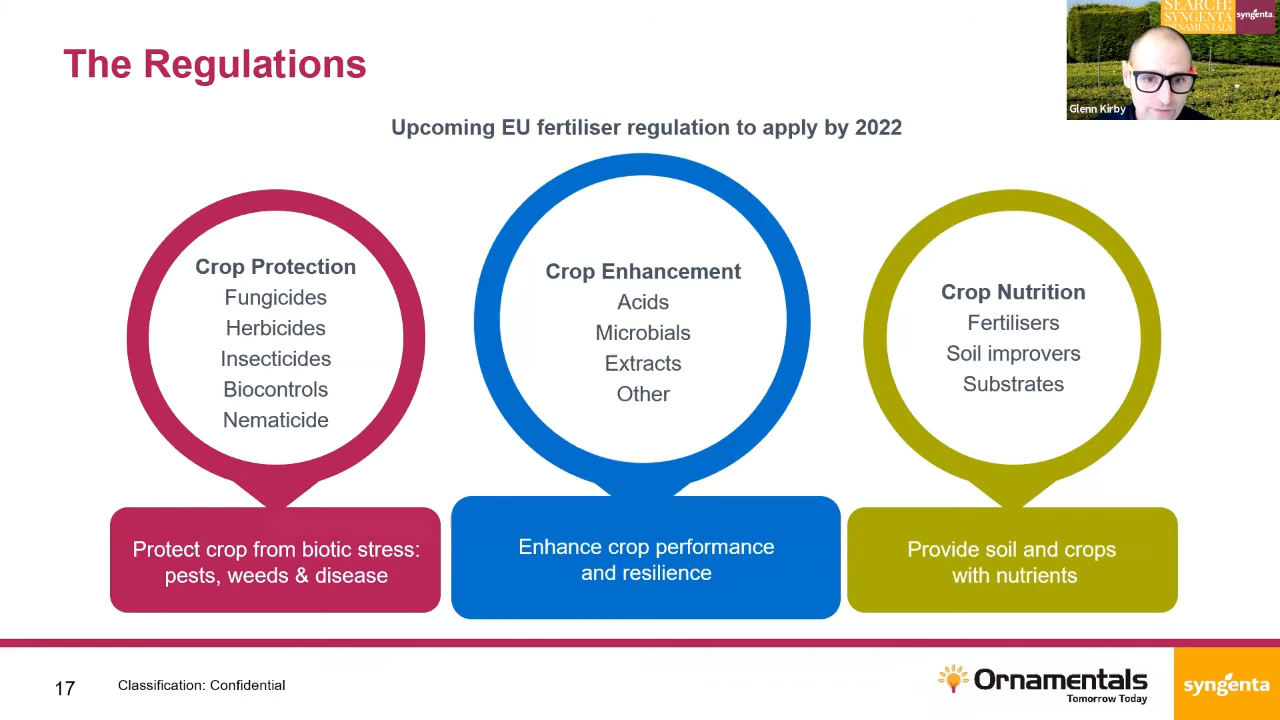 The Regulations
SEARCH:
SYNGENTA
ORNAMENTALS
syngenta
Glenn Kirby
Upcoming EU fertiliser regulation to apply by 2022
Crop Protection
Fungicides
Herbicides
Insecticides
Biocontrols
Nematicide
Protect crop from biotic stress:
pests, weeds & disease
Crop Enhancement
Acids
Microbials
Extracts
Other
Enhance crop performance
and resilience
Crop Nutrition
Fertilisers
Soil improvers
Substrates
Provide soil and crops
with nutrients
17
Classification: Confidential
Ornamentals
Tomorrow Today
syngenta